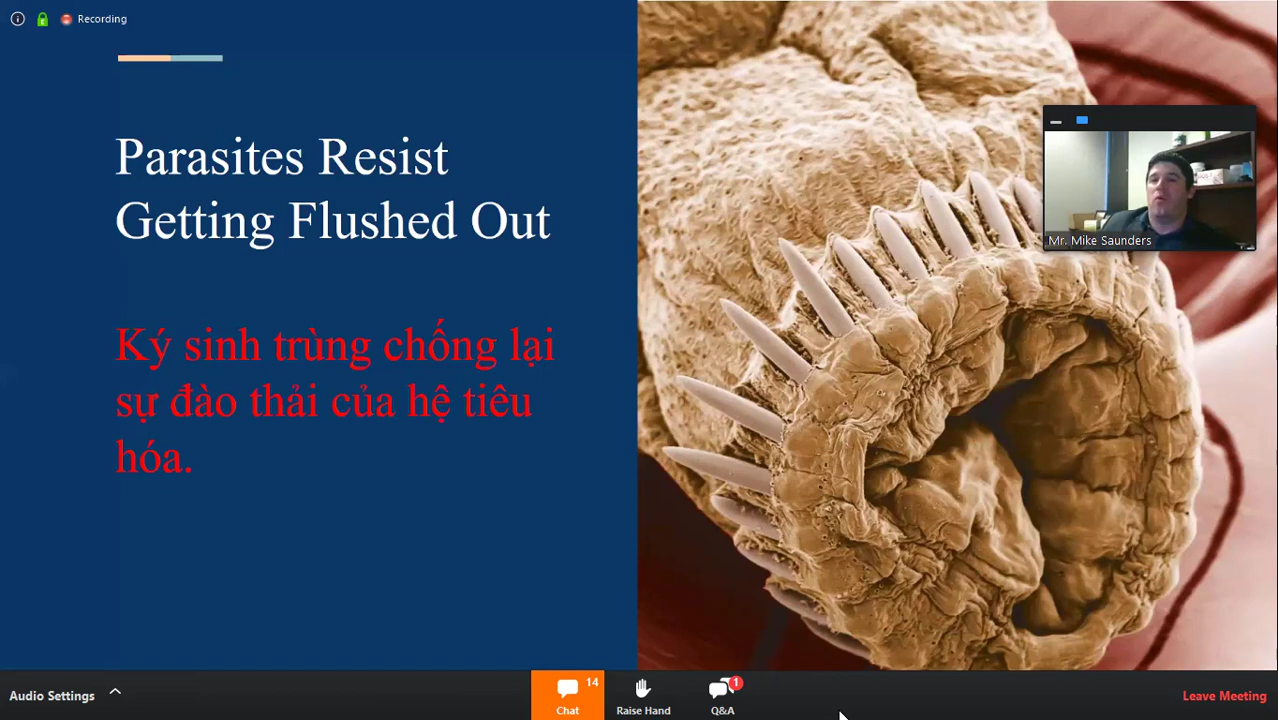 Recording
Parasites Resist
Getting Flushed Out
Ký sinh trùng chống lại
sự đào thải của hệ tiêu
hóa.
Mr. Mike Saunders
Audio Settings
14
Chat
Raise Hand
1
Q&A
Leave Meeting